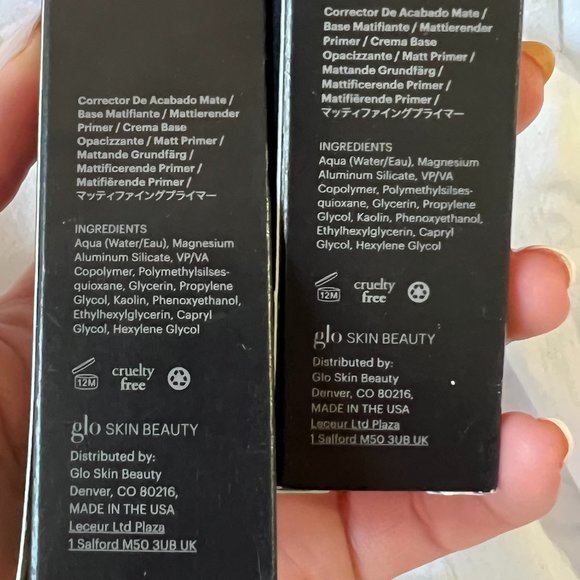 Corrector De Acabado Mate /
Base Matifiante / Mattierender
Primer / Crema Base
Opacizzante / Matt Primer /
Mattande Grundfärg /
Mattificerende Primer /
Matifiērende Primer /
マッティファイングプライマー
INGREDIENTS
Aqua (Water/Eau), Magnesium
Aluminum Silicate, VP/VA
Copolymer, Polymethylsilses-
quioxane, Glycerin, Propylene
Glycol, Kaolin, Phenoxyethanol,
Ethylhexylglycerin, Capryl
Glycol, Hexylene Glycol
12M
cruelty
free
glo SKIN BEAUTY
Distributed by:
Glo Skin Beauty
Denver, CO 80216,
MADE IN THE USA
Leceur Ltd Plaza
1 Salford M50 3UB UK
Corrector De Acabado Mate /
Base Matifiante / Mattierender
Primer / Crema Base
Opacizzante / Matt Primer /
Mattande Grundfärg /
Mattificerende Primer /
Matifiērende Primer /
マッティファイングプライマー
INGREDIENTS
Aqua (Water/Eau), Magnesium
Aluminum Silicate, VP/VA
Copolymer, Polymethylsilses-
quioxane, Glycerin, Propylene
Glycol, Kaolin, Phenoxyethanol,
Ethylhexylglycerin, Capryl
Glycol, Hexylene Glycol
12M
cruelty
free
glo SKIN BEAUTY
Distributed by:
Glo Skin Beauty
Denver, CO 80216,
MADE IN THE USA
Leceur Ltd Plaza
1 Salford M50 3UB UK